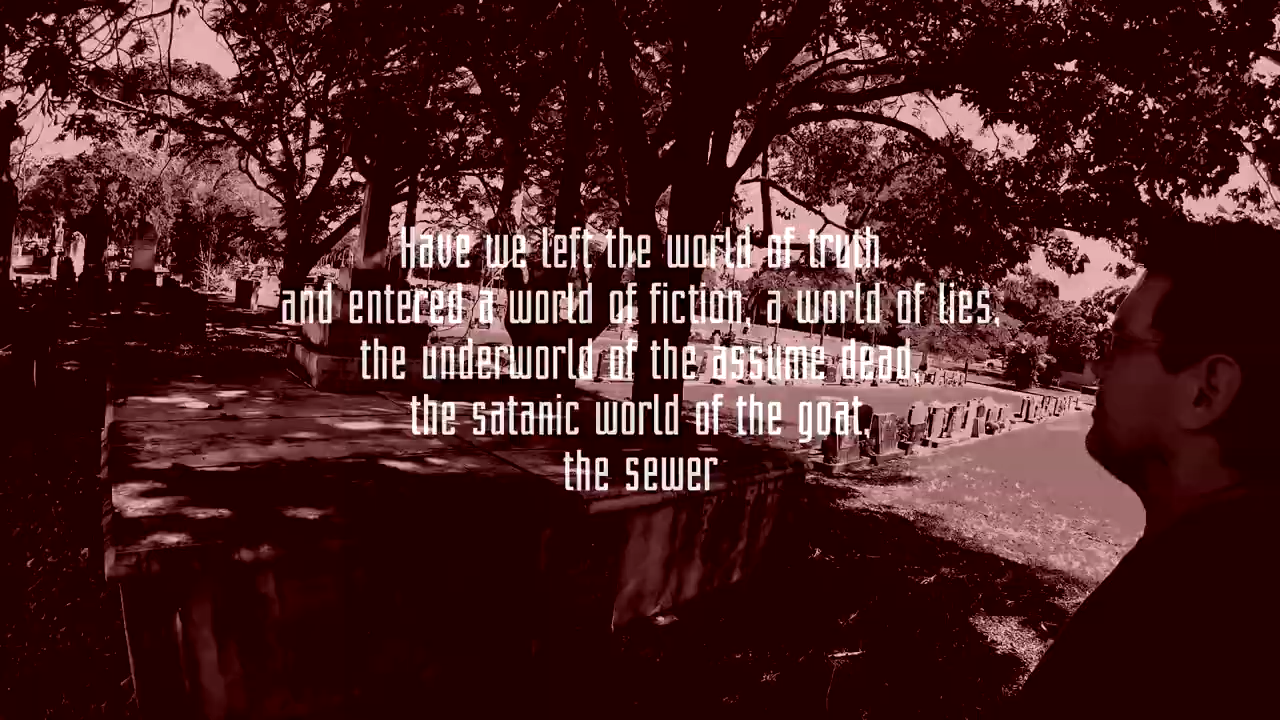 Have we left the world of truth
and entered a world of fiction, a world of lies,
the underworld of the assume dead,
the satanic world of the goat,
the sewer